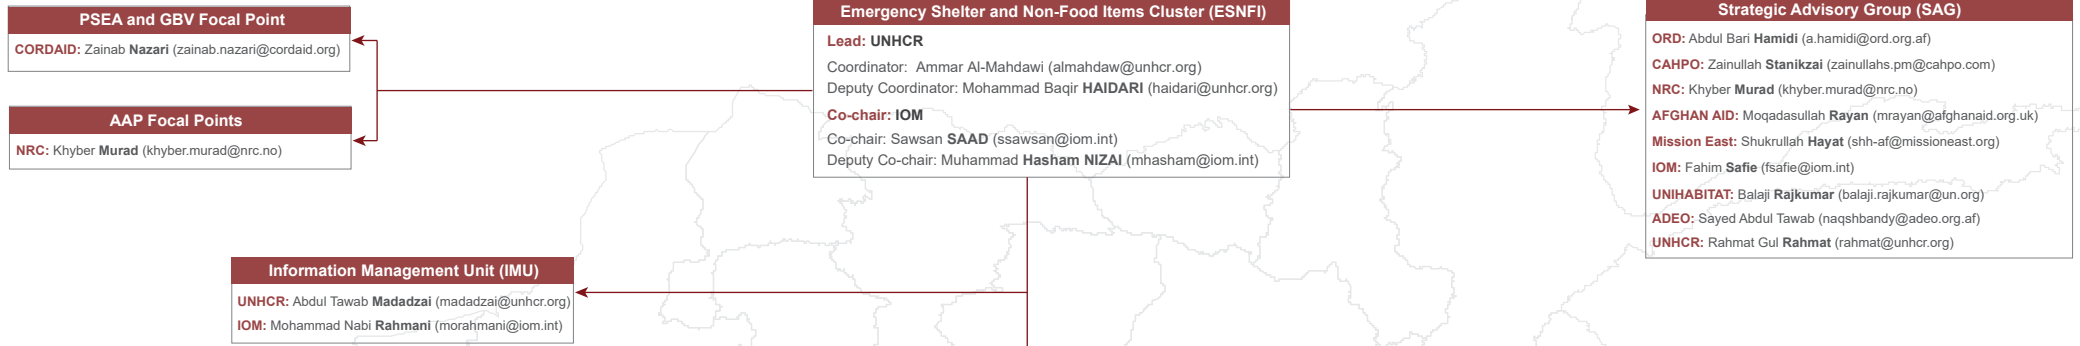 PSEA and GBV Focal Point
CORDAID: Zainab Nazari (zainab.nazari@cordaid.org)
AAP Focal Points
NRC: Khyber Murad (khyber.murad@nrc.no)
Emergency Shelter and Non-Food Items Cluster (ESNFI)
Lead: UNHCR
Coordinator: Ammar Al-Mahdawi (almahdaw@unhcr.org)
Deputy Coordinator: Mohammad Baqir HAIDARI (haidari@unhcr.org)
Co-chair: IOM
Co-chair: Sawsan SAAD (ssawsan@iom.int)
Deputy Co-chair: Muhammad Hasham NIZAI (mhasham@iom.int)
Strategic Advisory Group (SAG)
ORD: Abdul Bari Hamidi (a.hamidi@ord.org.af)
CAHPO: Zainullah Stanikzai (zainullahs.pm@cahpo.com)
NRC: Khyber Murad (khyber.murad@nrc.no)
AFGHAN AID: Moqadasullah Rayan (mrayan@afghanaid.org.uk)
Mission East: Shukrullah Hayat (shh-af@missioneast.org)
IOM: Fahim Safie (fsafie@iom.int)
UNIHABITAT: Balaji Rajkumar (balaji.rajkumar@un.org)
ADEO: Sayed Abdul Tawab (naqshbandy@adeo.org.af)
UNHCR: Rahmat Gul Rahmat (rahmat@unhcr.org)
Information Management Unit (IMU)
UNHCR: Abdul Tawab Madadzai (madadzai@unhcr.org)
IOM: Mohammad Nabi Rahmani (morahmani@iom.int)